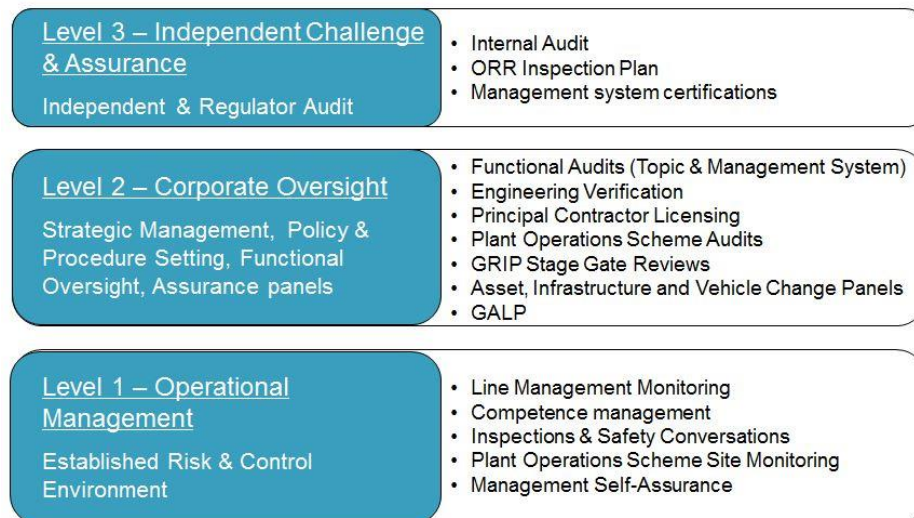 Level 3 – Independent Challenge
& Assurance
Independent & Regulator Audit
• Internal Audit
• ORR Inspection Plan
• Management system certifications
Level 2 – Corporate Oversight
Strategic Management, Policy &
Procedure Setting, Functional
Oversight, Assurance panels
• Functional Audits (Topic & Management System)
• Engineering Verification
• Principal Contractor Licensing
• Plant Operations Scheme Audits
• GRIP Stage Gate Reviews
• Asset, Infrastructure and Vehicle Change Panels
• GALP
Level 1 – Operational
Management
Established Risk & Control
Environment
• Line Management Monitoring
• Competence management
• Inspections & Safety Conversations
• Plant Operations Scheme Site Monitoring
• Management Self-Assurance